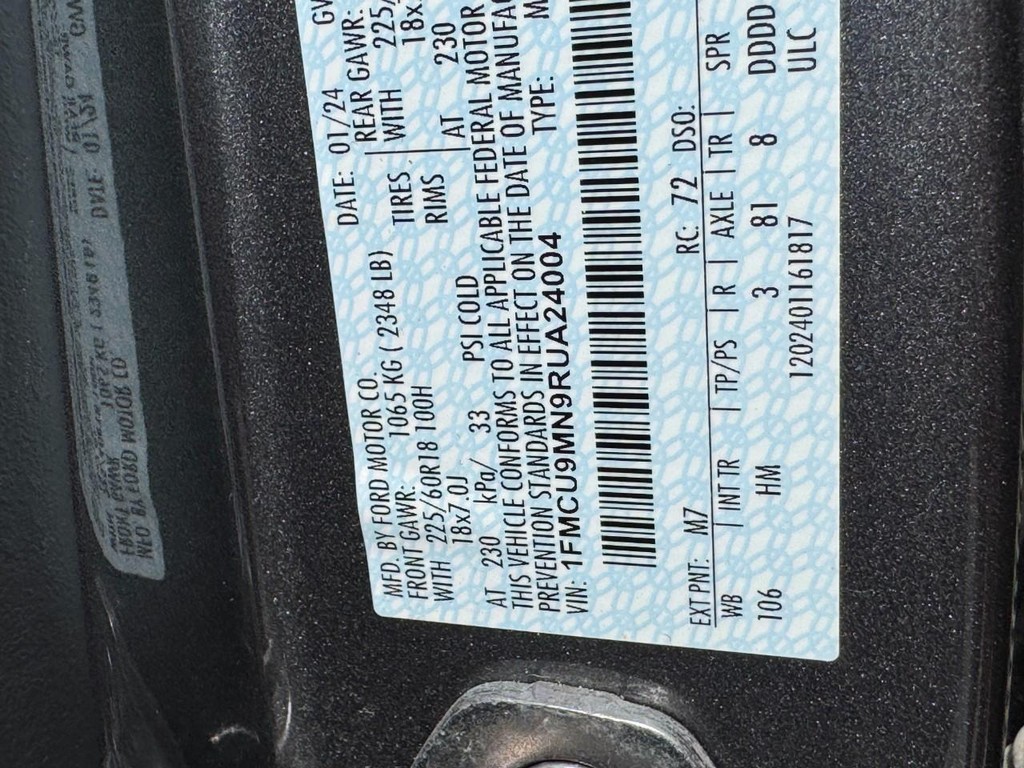 MFD. BY FORD MOTOR CO. DATE: 01/24 GV
FRONT GAWR: 1065 KG ( 2348 LB) REAR GAWR:
WITH 225/60R18 100H TIRES WITH 225/
18x7.0J RIMS 18x
AT 230 kPa/ 33 PSI COLD AT 230
THIS VEHICLE CONFORMS TO ALL APPLICABLE FEDERAL MOTOR
PREVENTION STANDARDS IN EFFECT ON THE DATE OF MANUFAC
VIN: 1FMCU9MN9RUA24004 TYPE: M
EXT PNT: M7 RC: 72 DSO:
WB | INT TR | TP/PS | R | AXLE | TR | SPR
106 HM 3 81 8 DDDD
1202401161817 ULC